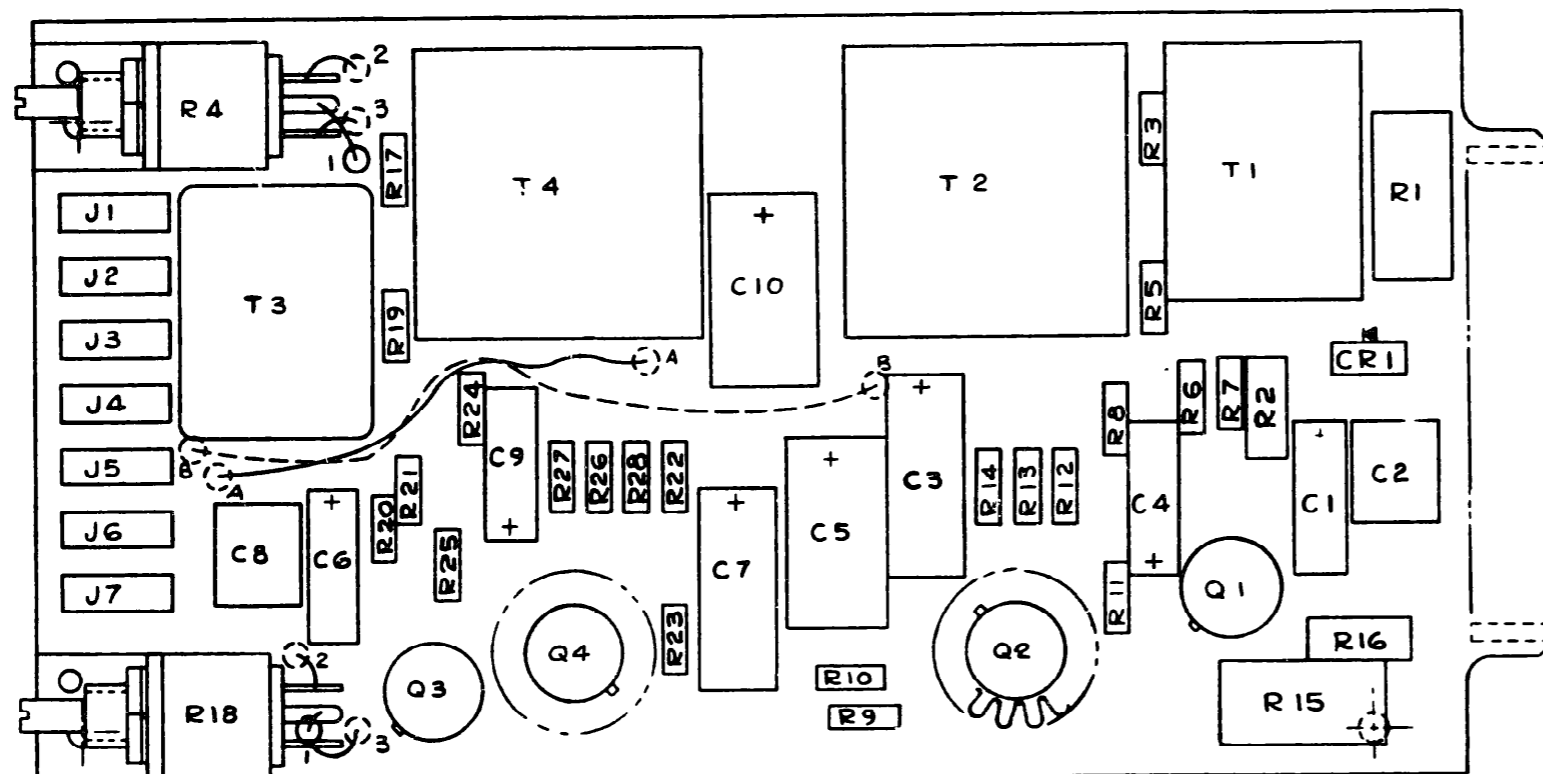 2
R4
3
1
R17
T4
T2
R3
T1
R1
J1
J2
J3
J4
J5
J6
J7
T3
R19
+
C10
R5
CR1
A
B
B
A
R24
C9
+
R27
R26
R28
R22
+
C3
+
C5
R14
R13
R12
R8
R6
R7
R2
C4
+
+
C1
C2
C8
+
C6
R20
R21
R25
+
C7
R11
Q1
Q3
Q4
R23
Q2
R10
R9
R16
R15
2
R18
1
3